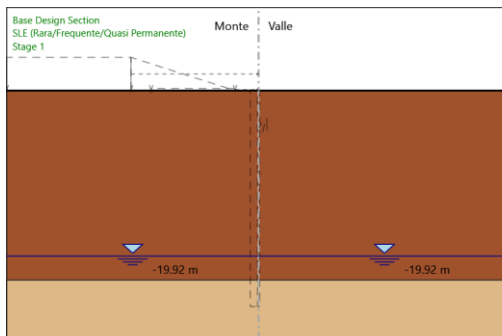 Base Design Section
SLE (Rara/Frequente/Quasi Permanente)
Stage 1
Monte
Valle
-19.92 m
-19.92 m